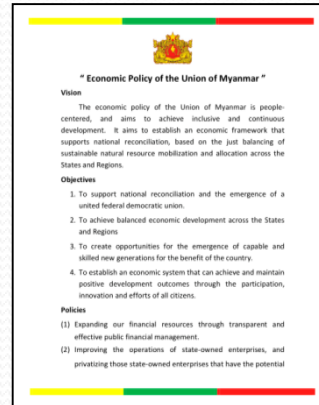 " Economic Policy of the Union of Myanmar "
Vision
The economic policy of the Union of Myanmar is people-
centered, and aims to achieve inclusive and continuous
development. It aims to establish an economic framework that
supports national reconciliation, based on the just balancing of
sustainable natural resource mobilization and allocation across the
States and Regions.
Objectives
1. To support national reconciliation and the emergence of a
united federal democratic union.
2. To achieve balanced economic development across the States
and Regions
3. To create opportunities for the emergence of capable and
skilled new generations for the benefit of the country.
4. To establish an economic system that can achieve and maintain
positive development outcomes through the participation,
innovation and efforts of all citizens.
Policies
(1) Expanding our financial resources through transparent and
effective public financial management.
(2) Improving the operations of state-owned enterprises, and
privatizing those state-owned enterprises that have the potential